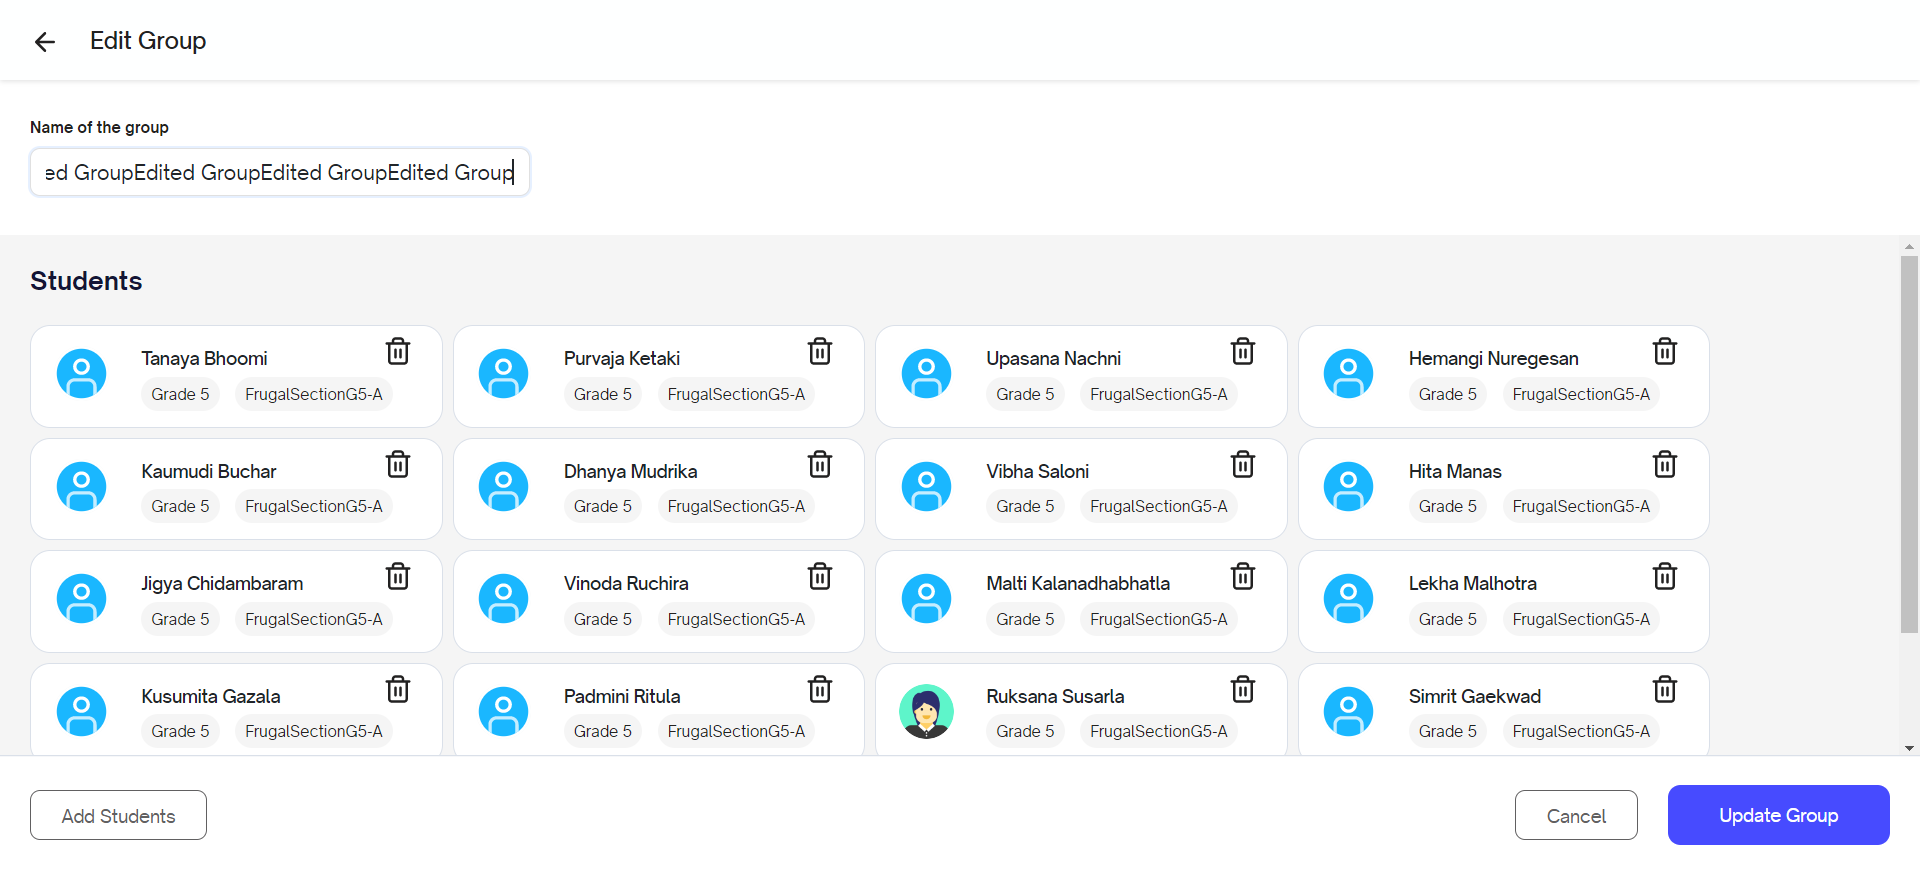 Edit Group
Name of the group
ed GroupEdited GroupEdited GroupEdited Group
Students
Tanaya Bhoomi
Grade 5 FrugalSectionG5-A
Purvaja Ketaki
Grade 5 FrugalSectionG5-A
Upasana Nachni
Grade 5 FrugalSectionG5-A
Hemangi Nuregesan
Grade 5 FrugalSectionG5-A
Kaumudi Buchar
Grade 5 FrugalSectionG5-A
Dhanya Mudrika
Grade 5 FrugalSectionG5-A
Vibha Saloni
Grade 5 FrugalSectionG5-A
Hita Manas
Grade 5 FrugalSectionG5-A
Jigya Chidambaram
Grade 5 FrugalSectionG5-A
Vinoda Ruchira
Grade 5 FrugalSectionG5-A
Malti Kalanadhabhatla
Grade 5 FrugalSectionG5-A
Lekha Malhotra
Grade 5 FrugalSectionG5-A
Kusumita Gazala
Grade 5 FrugalSectionG5-A
Padmini Ritula
Grade 5 FrugalSectionG5-A
Ruksana Susarla
Grade 5 FrugalSectionG5-A
Simrit Gaekwad
Grade 5 FrugalSectionG5-A
Add Students
Cancel
Update Group